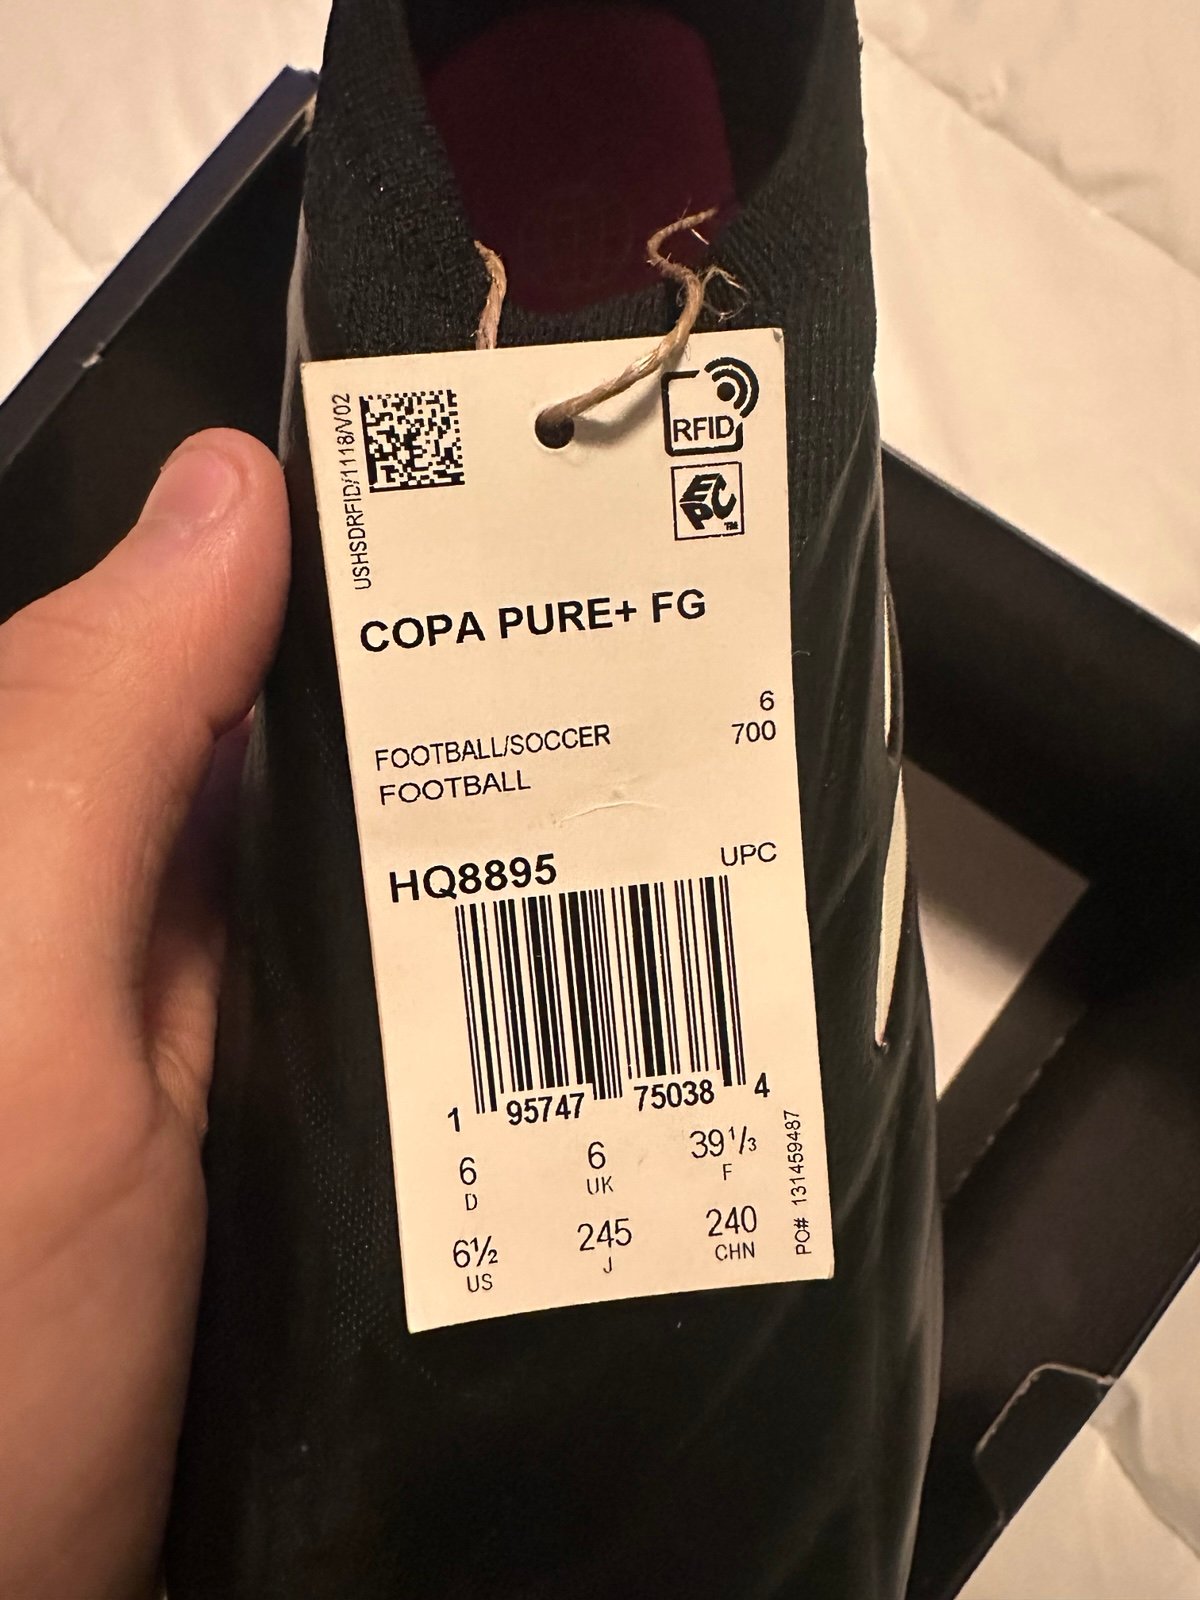 USHSDRFID/1118/V02
RFID
EPC TM
COPA PURE+ FG
6
FOOTBALL/SOCCER 700
FOOTBALL
HQ8895 UPC
1 95747 75038 4
6 6 39 1/3
D UK F
6½ 245 240
US J CHN
PO# 131459487